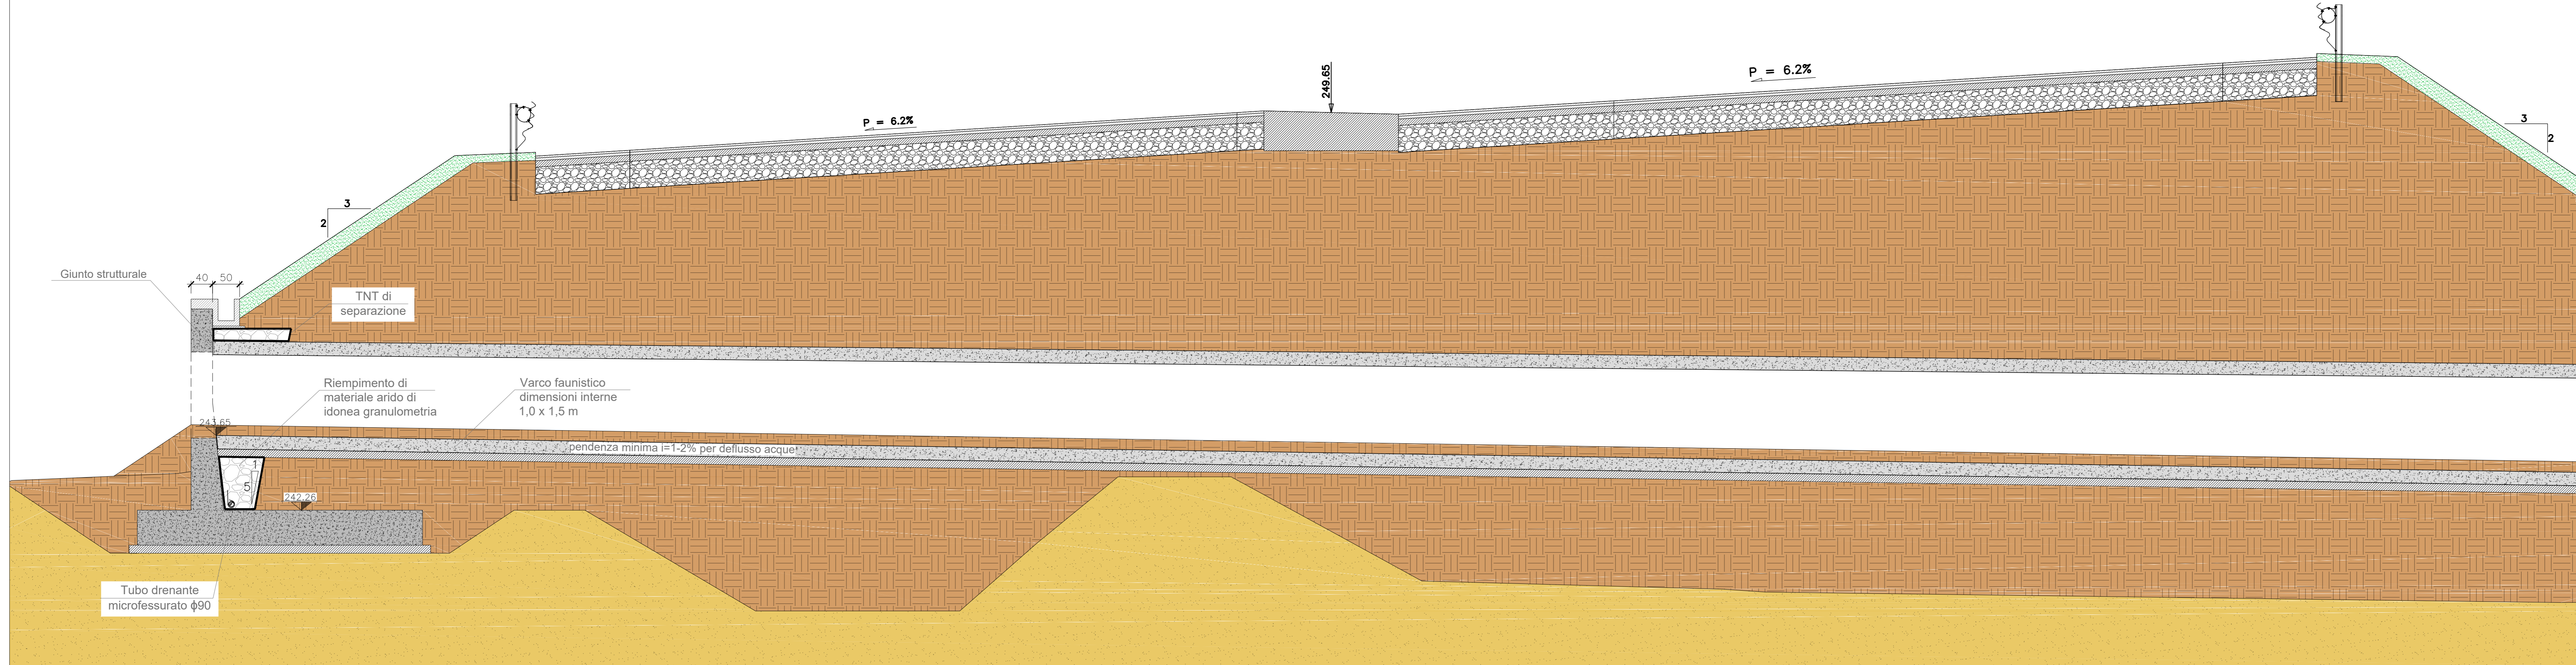 249.65
P = 6.2%
P = 6.2%
3
2
3
2
Giunto strutturale
40 50
TNT di
separazione
Riempimento di
materiale arido di
idonea granulometria
Varco faunistico
dimensioni interne
1,0 x 1,5 m
243.65
pendenza minima i=1-2% per deflusso acque
1
5
242.26
Tubo drenante
microfessurato ϕ90